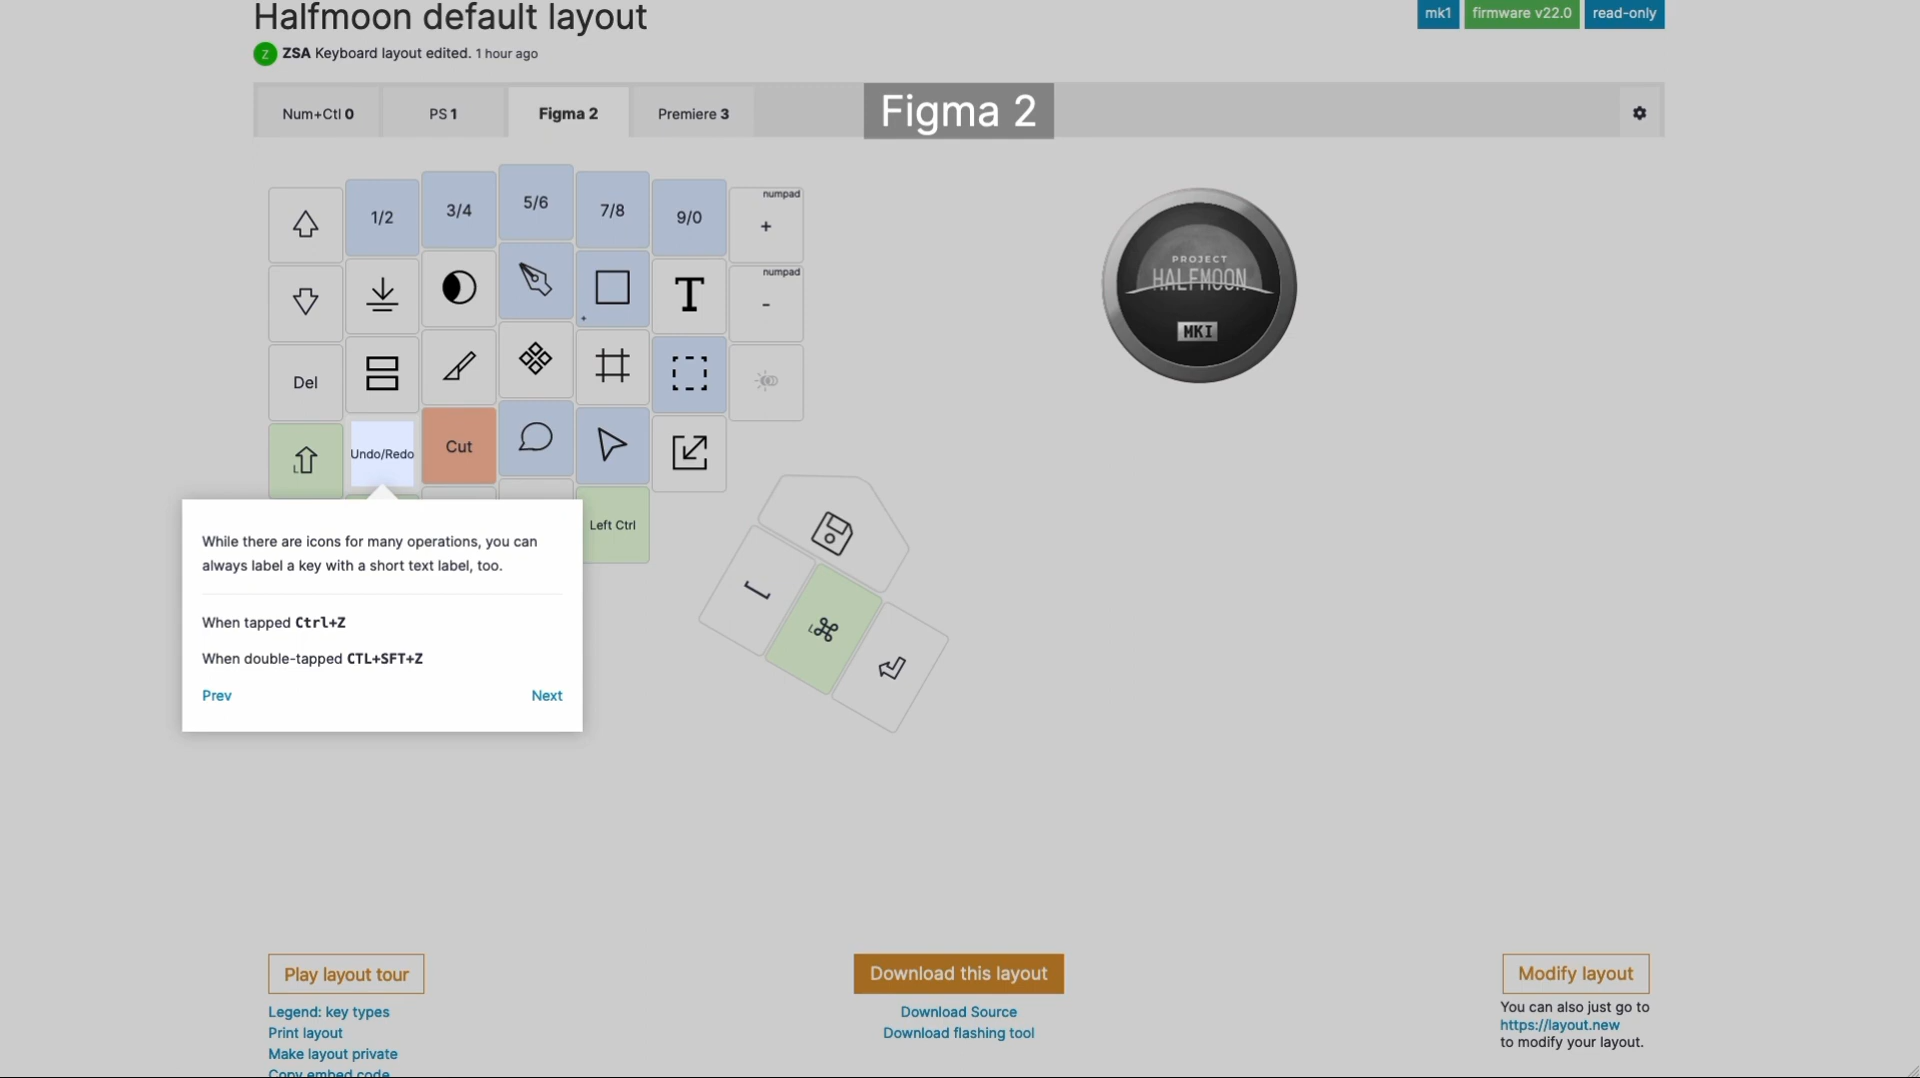 Halfmoon default layout
mk1
firmware v22.0
read-only
Z
ZSA Keyboard layout edited. 1 hour ago
Num+Ctl 0
PS 1
Figma 2
Premiere 3
Figma 2
1/2
3/4
5/6
7/8
9/0
numpad
+
T
numpad
-
Del
L
Undo/Redo
Cut
Left Ctrl
[
L
PROJECT
HALFMOON
MKI
While there are icons for many operations, you can
always label a key with a short text label, too.
When tapped Ctrl+Z
When double-tapped CTL+SFT+Z
Prev
Next
Play layout tour
Legend: key types
Print layout
Make layout private
Copy embed code
Download this layout
Download Source
Download flashing tool
Modify layout
You can also just go to
https://layout.new
to modify your layout.